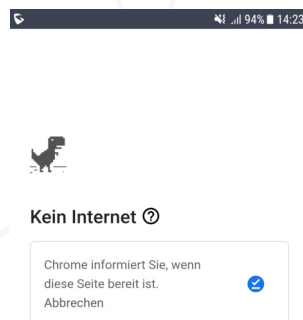 94% 14:23
Kein Internet
Chrome informiert Sie, wenn
diese Seite bereit ist.
Abbrechen